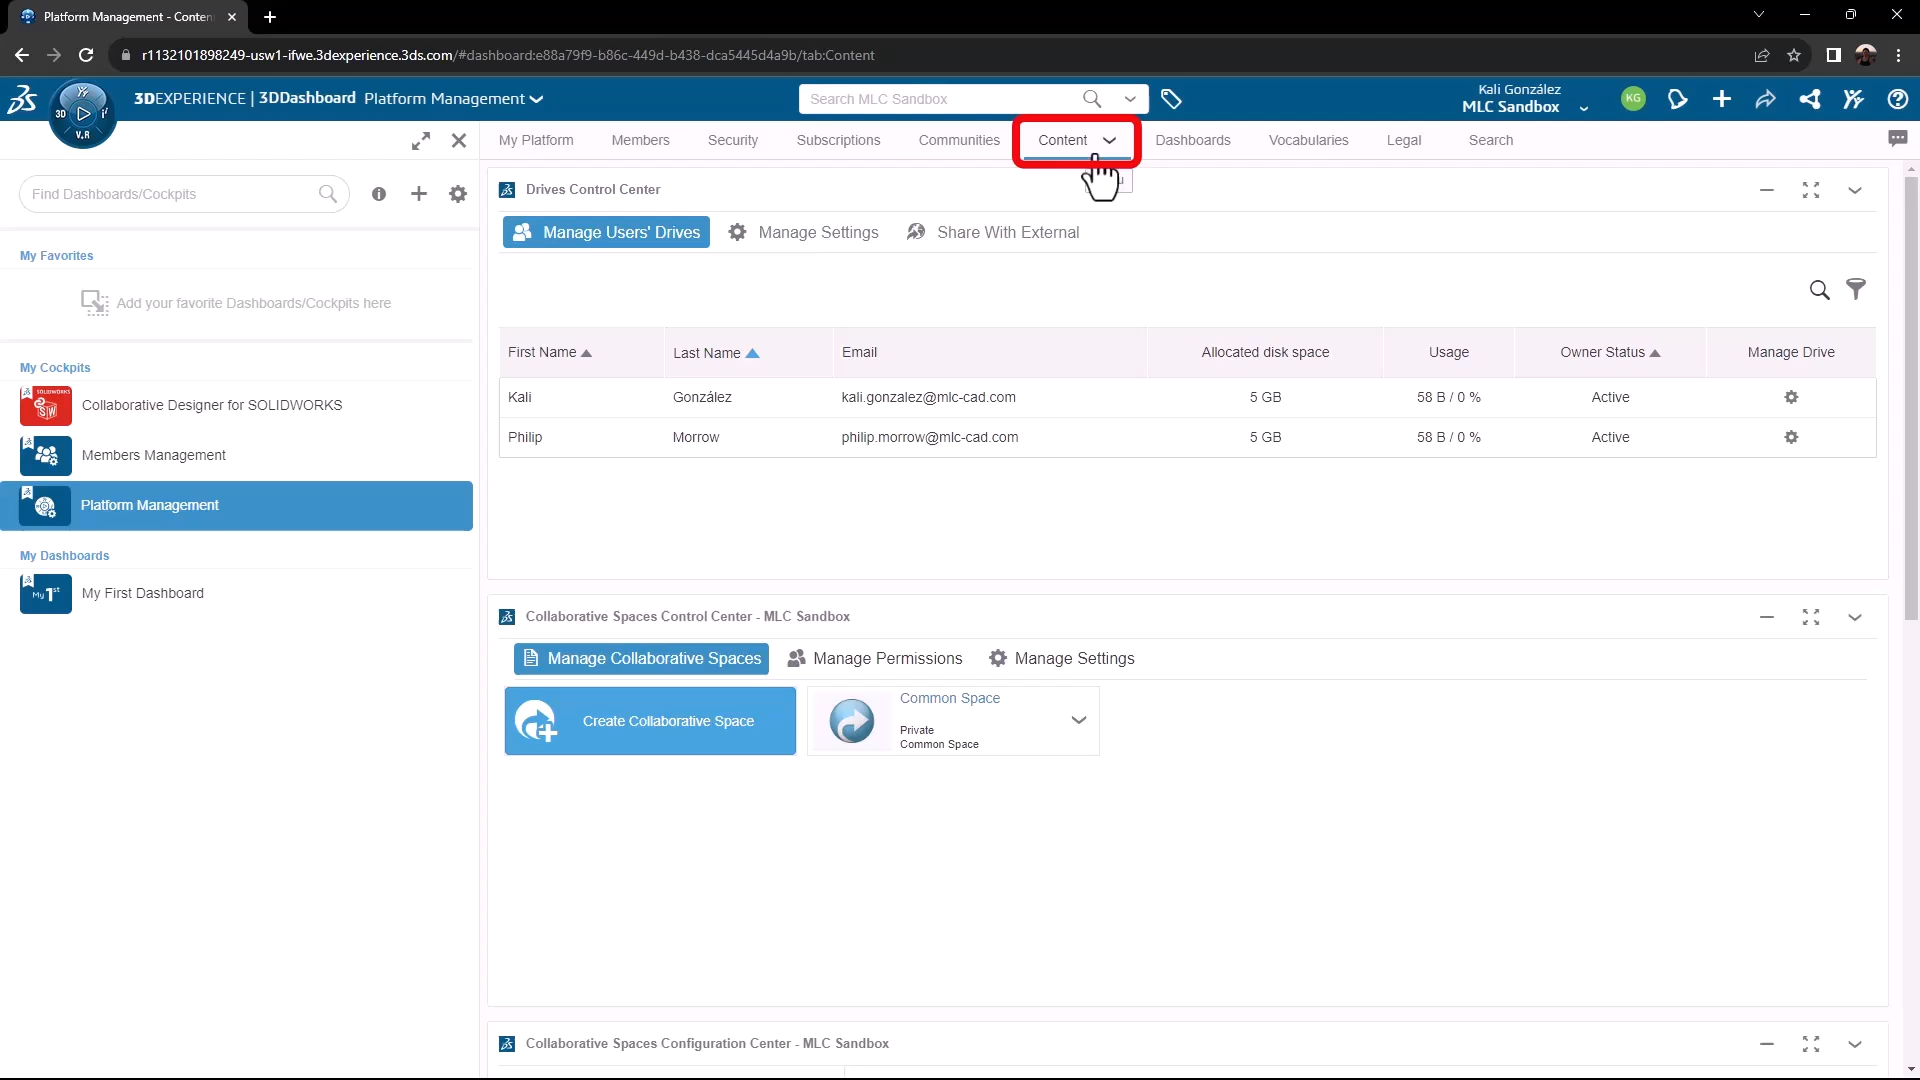 Platform Management - Conten
r1132101898249-usw1-ifwe.3dexperience.3ds.com/#dashboard:e88a79f9-b86c-449d-b438-dca5445d4a9b/tab:Content
3DEXPERIENCE | 3DDashboard Platform Management
Search MLC Sandbox
Kali González
MLC Sandbox
KG
3D
V.R
My Platform
Members
Security
Subscriptions
Communities
Content
Dashboards
Vocabularies
Legal
Search
Find Dashboards/Cockpits
My Favorites
Add your favorite Dashboards/Cockpits here
My Cockpits
SOLIDWORKS
SW
Collaborative Designer for SOLIDWORKS
Members Management
Platform Management
My Dashboards
My 1st
My First Dashboard
Drives Control Center
Manage Users' Drives
Manage Settings
Share With External
First Name
Last Name
Email
Allocated disk space
Usage
Owner Status
Manage Drive
Kali
González
kali.gonzalez@mlc-cad.com
5 GB
58 B / 0 %
Active
Philip
Morrow
philip.morrow@mlc-cad.com
5 GB
58 B / 0 %
Active
Collaborative Spaces Control Center - MLC Sandbox
Manage Collaborative Spaces
Manage Permissions
Manage Settings
Create Collaborative Space
Common Space
Private
Common Space
Collaborative Spaces Configuration Center - MLC Sandbox